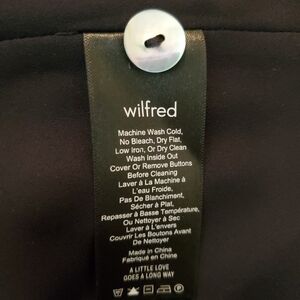 wilfred
Machine Wash Cold,
No Bleach, Dry Flat,
Low Iron, Or Dry Clean
Wash Inside Out
Cover Or Remove Buttons
Before Cleaning
Laver à La Machine à
L'eau Froide,
Pas De Blanchiment,
Sécher à Plat,
Repasser à Basse Température,
Ou Nettoyer à Sec
Laver à L'envers
Couvrir Les Boutons Avant
De Nettoyer
Made in China
Fabriqué en Chine
A LITTLE LOVE
GOES A LONG WAY